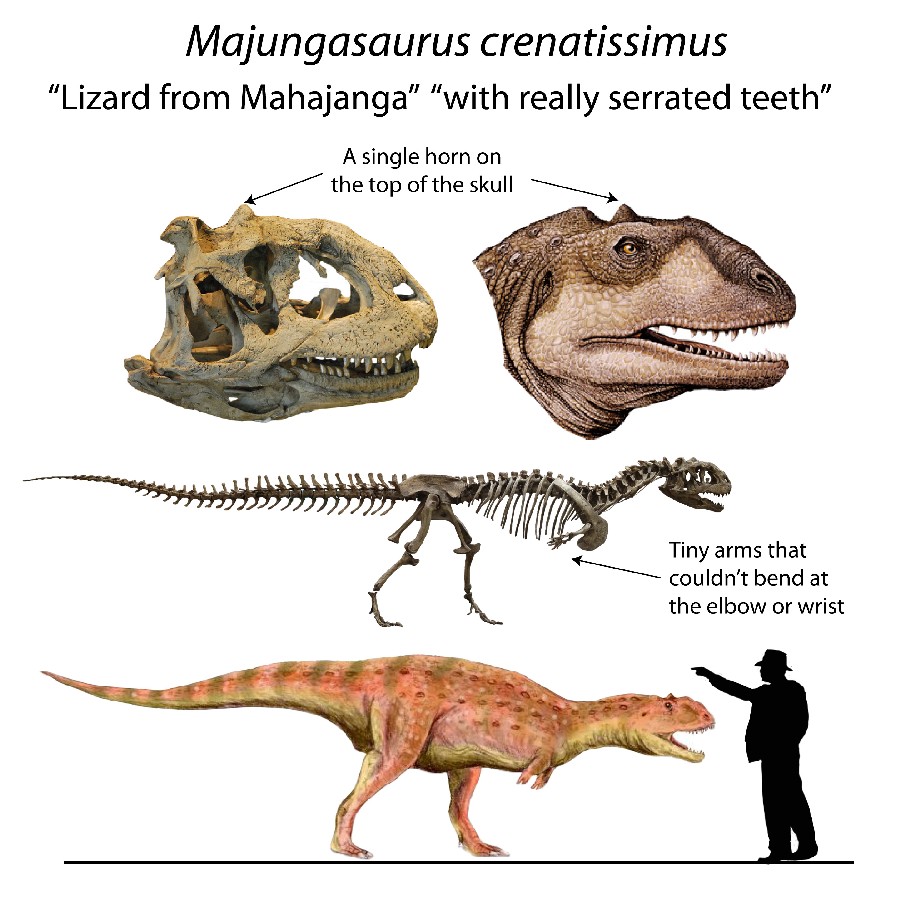 Majungasaurus crenatissimus
“Lizard from Mahajanga” “with really serrated teeth”
A single horn on
the top of the skull
Tiny arms that
couldn’t bend at
the elbow or wrist